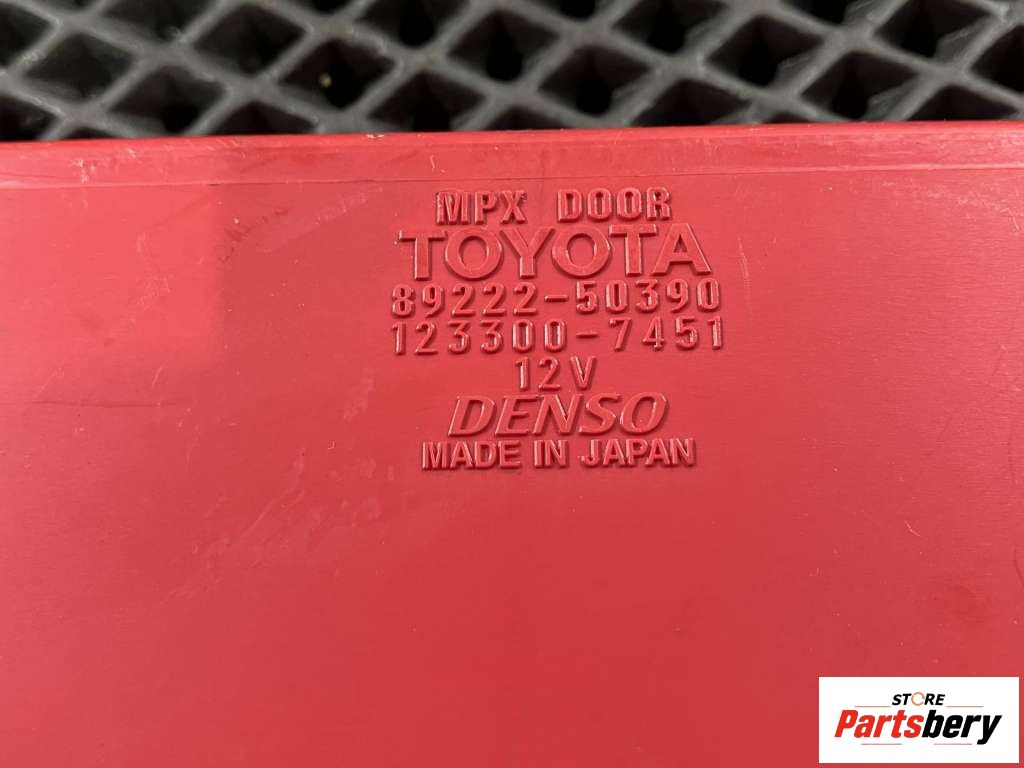 MPX DOOR
TOYOTA
89222-50390
123300-7451
12V
DENSO
MADE IN JAPAN
STORE
Partsbery